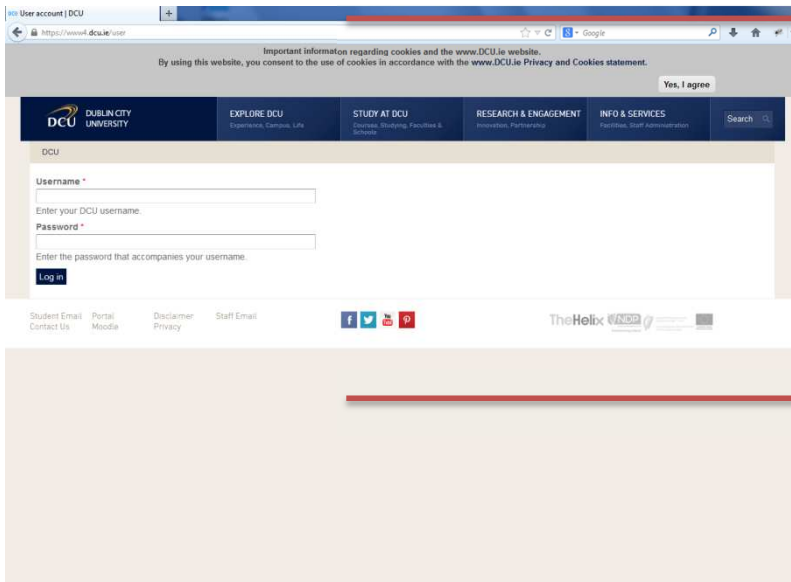 DCU User account | DCU
+
https://www4.dcu.ie/user
Google
Important informaton regarding cookies and the www.DCU.ie website.
By using this website, you consent to the use of cookies in accordance with the www.DCU.ie Privacy and Cookies statement.
Yes, I agree
DCU
DUBLIN CITY
UNIVERSITY
EXPLORE DCU
Experience, Campus, Life
STUDY AT DCU
Courses, Studying, Faculties &
Schools
RESEARCH & ENGAGEMENT
Innovation, Partnership
INFO & SERVICES
Facilities, Staff Administration
Search
DCU
Username *
Enter your DCU username.
Password *
Enter the password that accompanies your username.
Log in
Student Email Portal Disclaimer Staff Email
Contact Us Moodle Privacy
You
Tube
TheHelix NDP